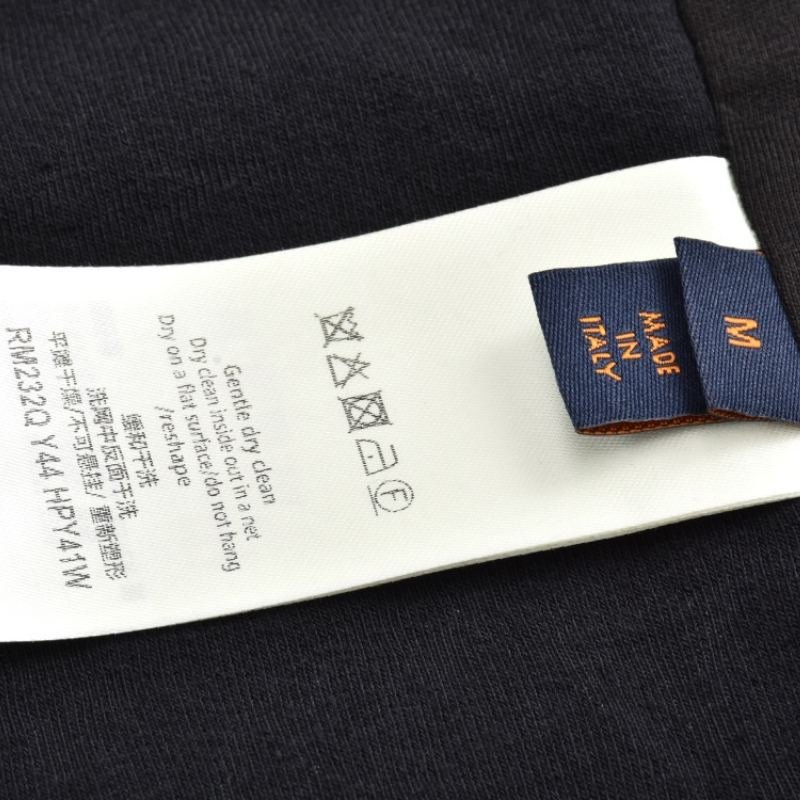 Gentle dry clean
Dry clean inside out in a net
Dry on a flat surface/do not hang
/reshape
缓和干洗
洗网中反面干洗
平摊干燥/不可悬挂/重新塑形
RM232Q Y44 HPY41W
F
MADE
IN
ITALY
M